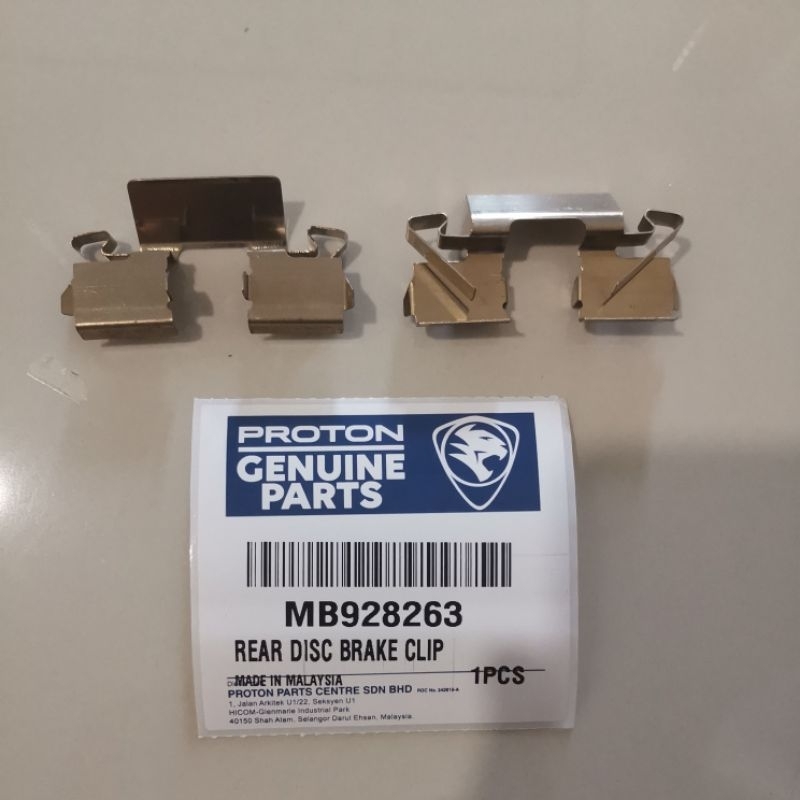 PROTON
GENUINE
PARTS
MB928263
REAR DISC BRAKE CLIP
MADE IN MALAYSIA 1PCS
PROTON PARTS CENTRE SDN BHD
1, Jalan Arkitek U1/22, Seksyen U1
HICOM-Glenmarie Industrial Park
40150 Shah Alam, Selangor Darul Ehsan, Malaysia.